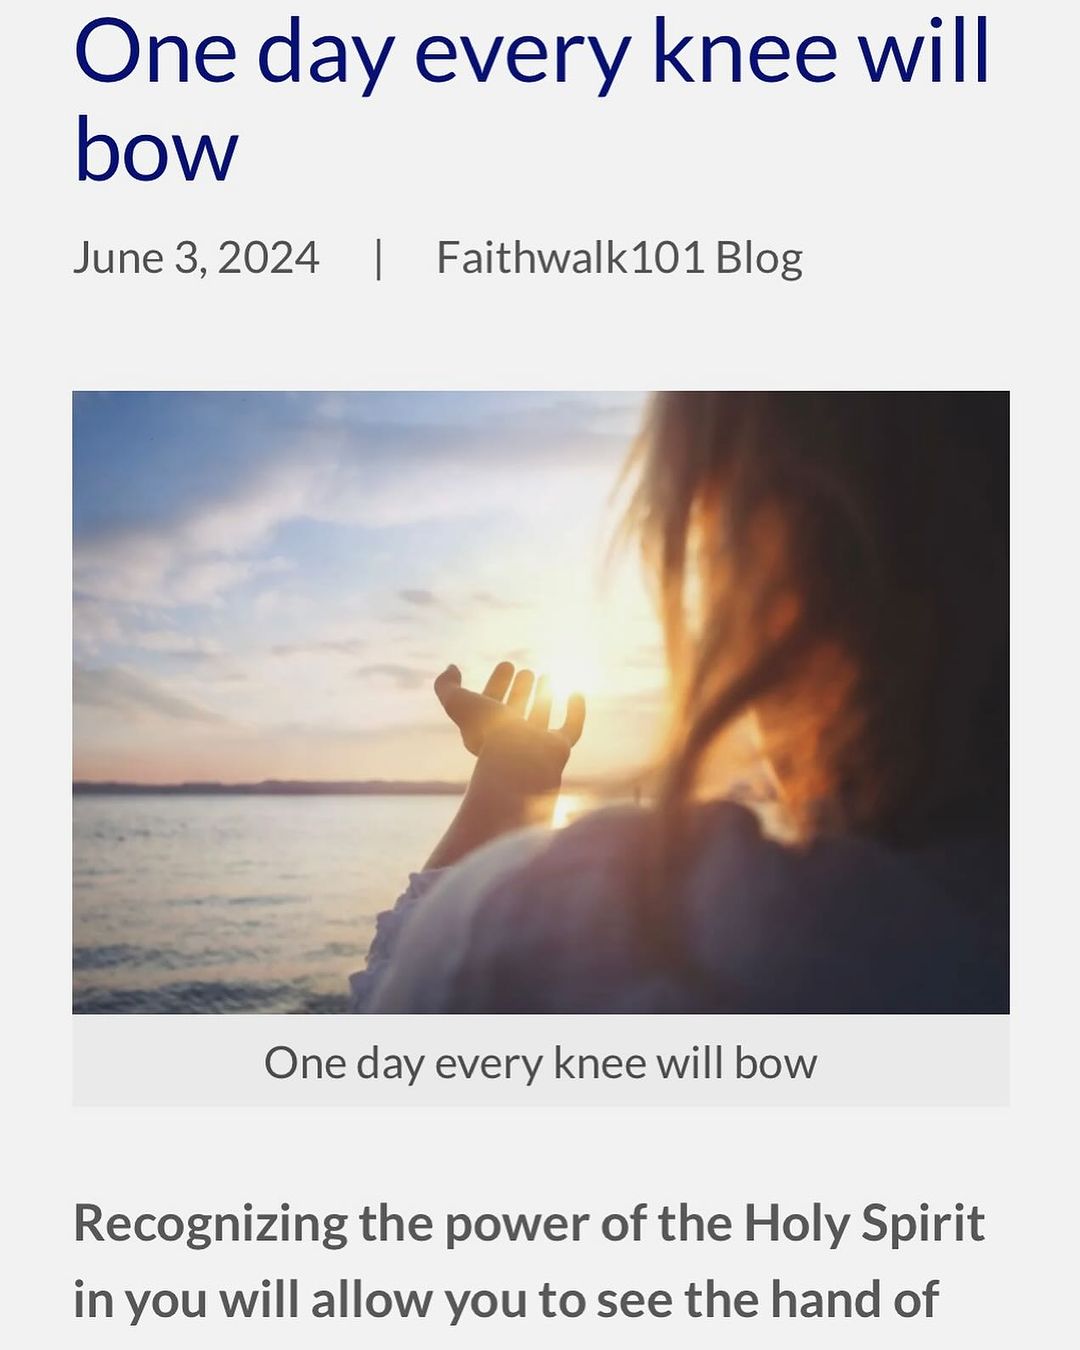 One day every knee will
bow
June 3, 2024 | Faithwalk101 Blog
One day every knee will bow
Recognizing the power of the Holy Spirit
in you will allow you to see the hand of